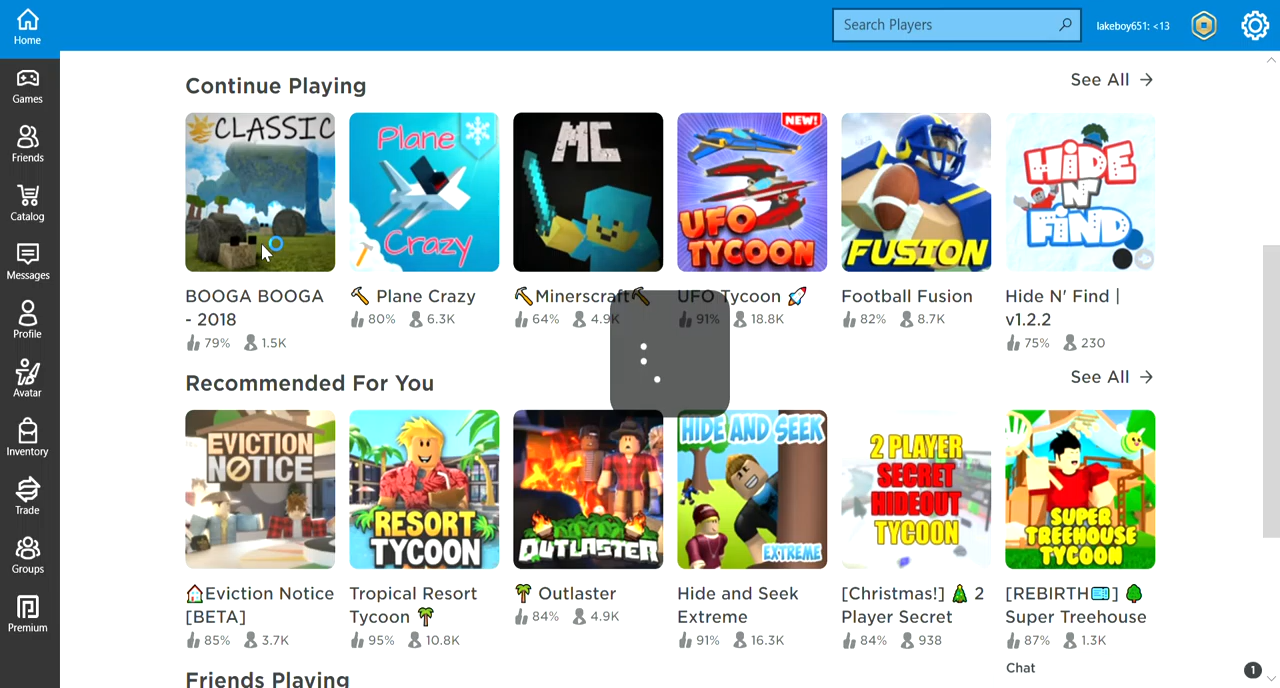 Home
Search Players
lakeboy651: <13
Games
Friends
Catalog
Messages
Profile
Avatar
Inventory
Trade
Groups
Premium
Continue Playing
See All
CLASSIC
Plane
Crazy
MC
NEW!
UFO
TYCOON
FUSION
HIDE
N'
FIND
BOOGA BOOGA
- 2018
79% 1.5K
Plane Crazy
80% 6.3K
Minerscraft
64% 4.9K
UFO Tycoon
91% 18.8K
Football Fusion
82% 8.7K
Hide N' Find |
v1.2.2
75% 230
Recommended For You
See All
EVICTION
NOTICE
RESORT
TYCOON
OUTLASTER
HIDE AND SEEK
EXTREME
2 PLAYER
SECRET
HIDEOUT
TYCOON
SUPER
TREEHOUSE
TYCOON
Eviction Notice
[BETA]
85% 3.7K
Tropical Resort
Tycoon
95% 10.8K
Outlaster
84% 4.9K
Hide and Seek
Extreme
91% 16.3K
[Christmas!] 2
Player Secret
84% 938
[REBIRTH] 
Super Treehouse
87% 1.3K
Friends Playing
Chat
1